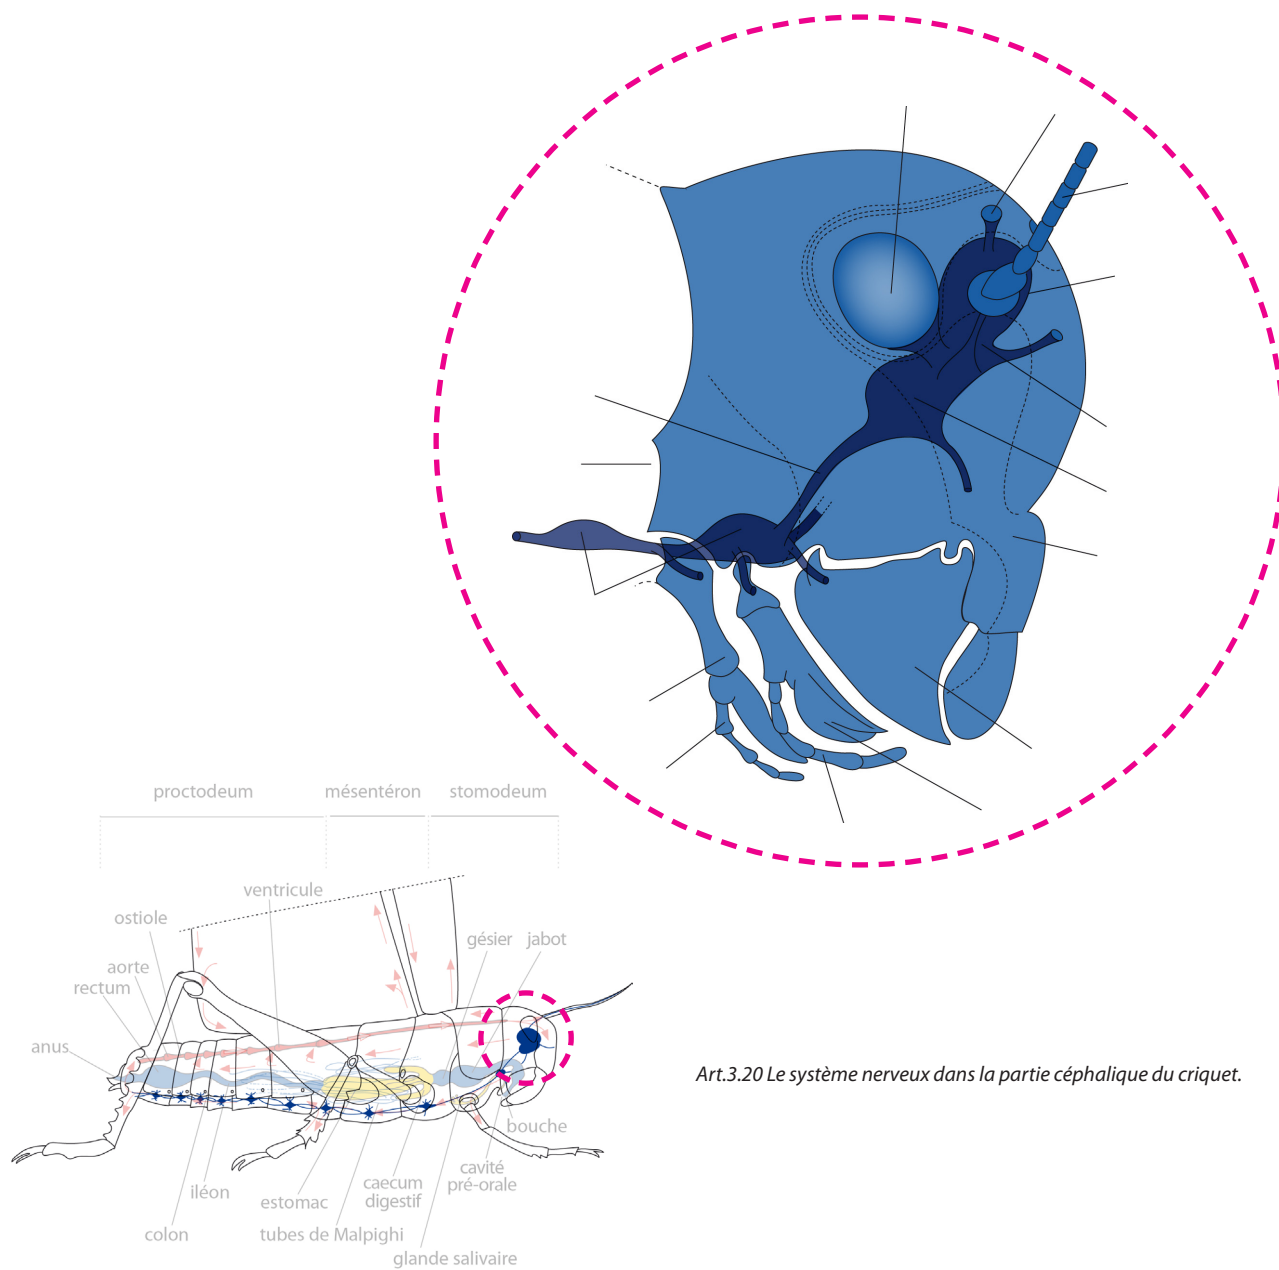 proctodeum mésentéron stomodeum
ventricule
ostiole
gésier jabot
aorte
rectum
anus
Art.3.20 Le système nerveux dans la partie céphalique du criquet.
bouche
cavité
pré-orale
caecum
digestif
iléon
estomac
colon
tubes de Malpighi
glande salivaire